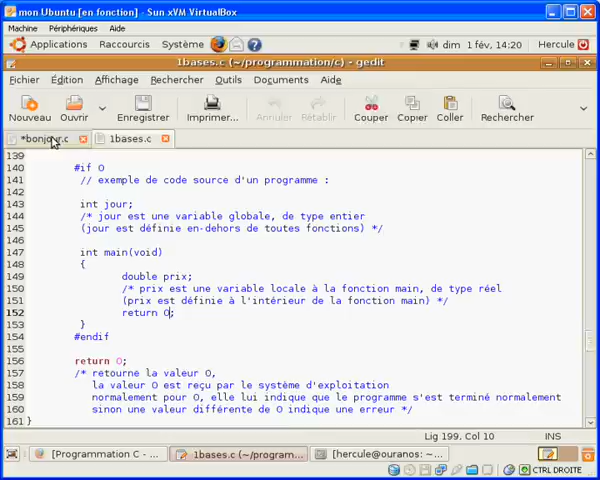 mon Ubuntu [en fonction] - Sun xVM VirtualBox
Machine Périphériques Aide
Applications Raccourcis Système dim 1 fév, 14:20 Hercule
1bases.c (~/programmation/c) - gedit
Fichier Édition Affichage Rechercher Outils Documents Aide
Nouveau Ouvrir Enregistrer Imprimer... Annuler Rétablir Couper Copier Coller Rechercher
*bonjour.c 1bases.c
139
140 #if 0
141 // exemple de code source d'un programme :
142
143 int jour;
144 /* jour est une variable globale, de type entier
145 (jour est définie en-dehors de toutes fonctions) */
146
147 int main(void)
148 {
149 double prix;
150 /* prix est une variable locale à la fonction main, de type réel
151 (prix est définie à l'intérieur de la fonction main) */
152 return 0;
153 }
154 #endif
155
156 return 0;
157 /* retourne la valeur 0,
158 la valeur 0 est reçu par le système d'exploitation
159 normalement pour 0, elle lui indique que le programme s'est terminé normalement
160 sinon une valeur différente de 0 indique une erreur */
161 }
Lig 199, Col 10 INS
[Programmation C - ... 1bases.c (~/program... [hercule@ouranos: ~...
CTRL DROITE